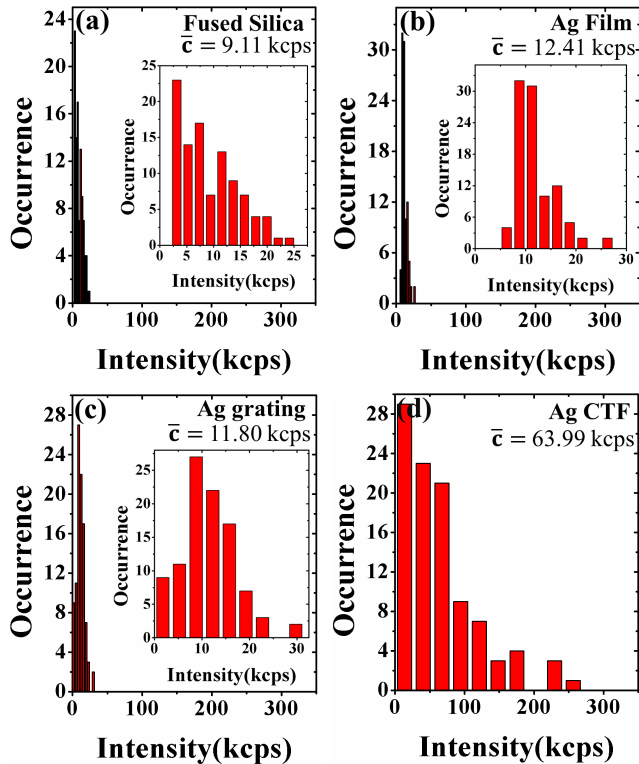 (a) Fused Silica
c̄ = 9.11 kcps
Occurrence
24
20
16
12
8
4
0
0 100 200 300
Intensity(kcps)
Occurrence
25
20
15
10
5
0
0 5 10 15 20 25
Intensity(kcps)
(b) Ag Film
c̄ = 12.41 kcps
Occurrence
30
24
18
12
6
0
0 100 200 300
Intensity(kcps)
Occurrence
30
24
18
12
6
0
0 10 20 30
Intensity(kcps)
(c) Ag grating
c̄ = 11.80 kcps
Occurrence
28
24
20
16
12
8
4
0
0 100 200 300
Intensity(kcps)
Occurrence
25
20
15
10
5
0
0 10 20 30
Intensity(kcps)
(d) Ag CTF
c̄ = 63.99 kcps
Occurrence
28
24
20
16
12
8
4
0
0 100 200 300
Intensity(kcps)